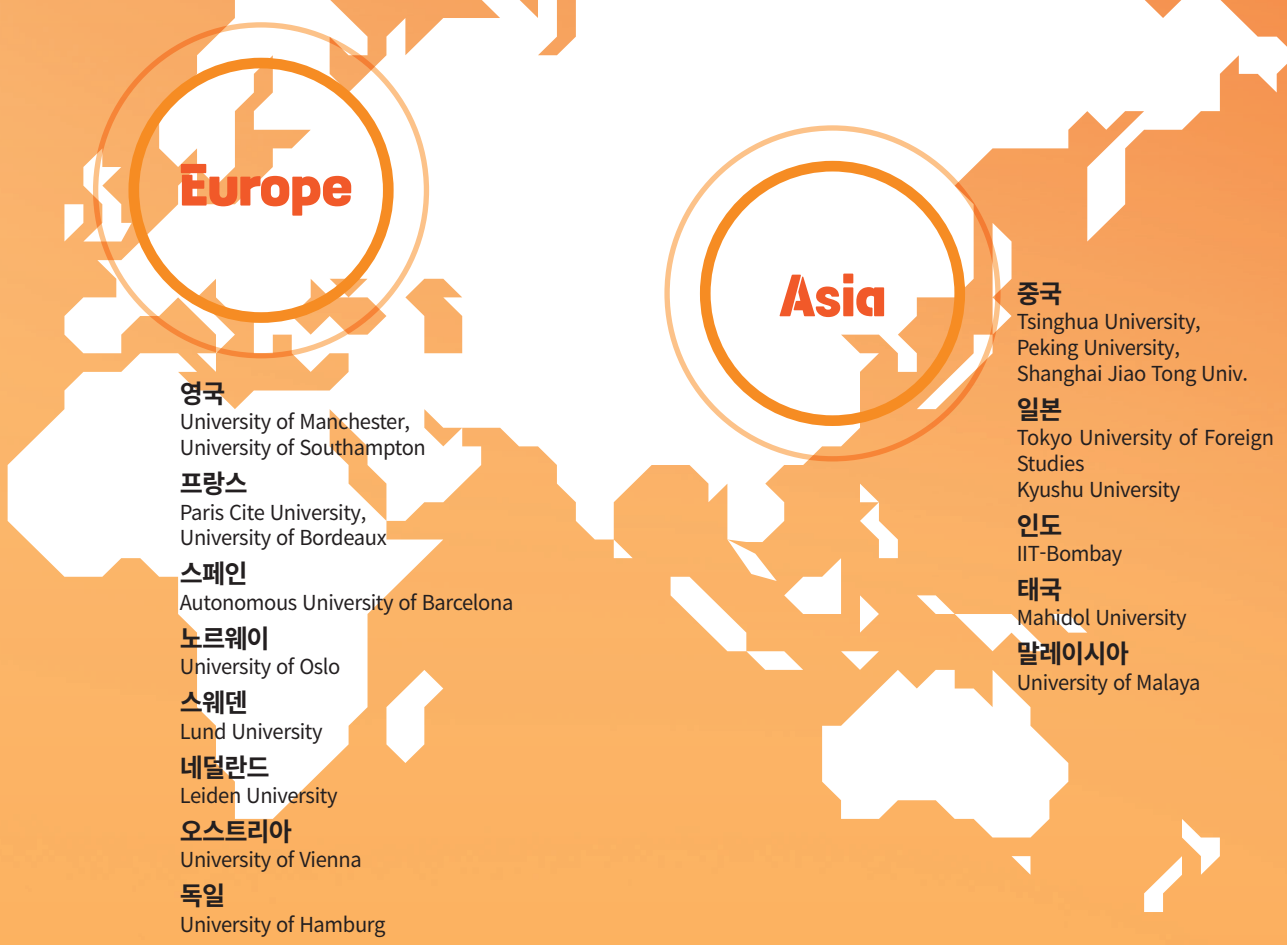 Europe
영국
University of Manchester,
University of Southampton
프랑스
Paris Cite University,
University of Bordeaux
스페인
Autonomous University of Barcelona
노르웨이
University of Oslo
스웨덴
Lund University
네덜란드
Leiden University
오스트리아
University of Vienna
독일
University of Hamburg
Asia
중국
Tsinghua University,
Peking University,
Shanghai Jiao Tong Univ.
일본
Tokyo University of Foreign
Studies
Kyushu University
인도
IIT-Bombay
태국
Mahidol University
말레이시아
University of Malaya